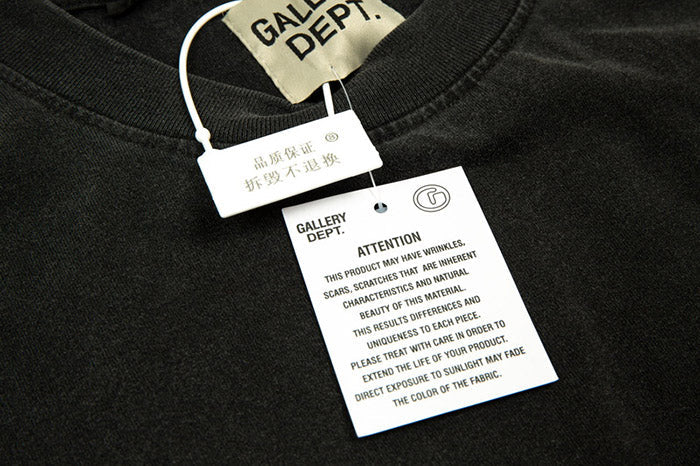 GALLERY
DEPT.
品质保证 ®
拆毁不退换
GALLERY
DEPT.
G
ATTENTION
THIS PRODUCT MAY HAVE WRINKLES,
SCARS, SCRATCHES THAT ARE INHERENT
CHARACTERISTICS AND NATURAL
BEAUTY OF THIS MATERIAL.
THIS RESULTS DIFFERENCES AND
UNIQUENESS TO EACH PIECE.
PLEASE TREAT WITH CARE IN ORDER TO
EXTEND THE LIFE OF YOUR PRODUCT.
DIRECT EXPOSURE TO SUNLIGHT MAY FADE
THE COLOR OF THE FABRIC.